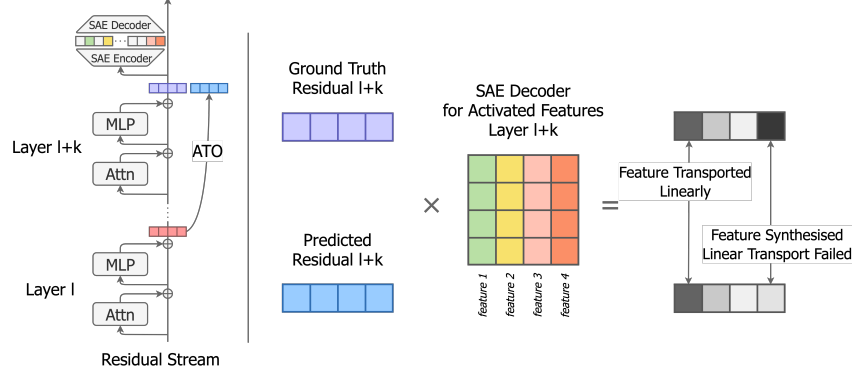 SAE Decoder
SAE Encoder
MLP
Layer l+k
Attn
ATO
MLP
Layer l
Attn
Residual Stream
Ground Truth
Residual l+k
Predicted
Residual l+k
×
SAE Decoder
for Activated Features
Layer l+k
feature 1
feature 2
feature 3
feature 4
=
Feature Transported
Linearly
Feature Synthesised
Linear Transport Failed